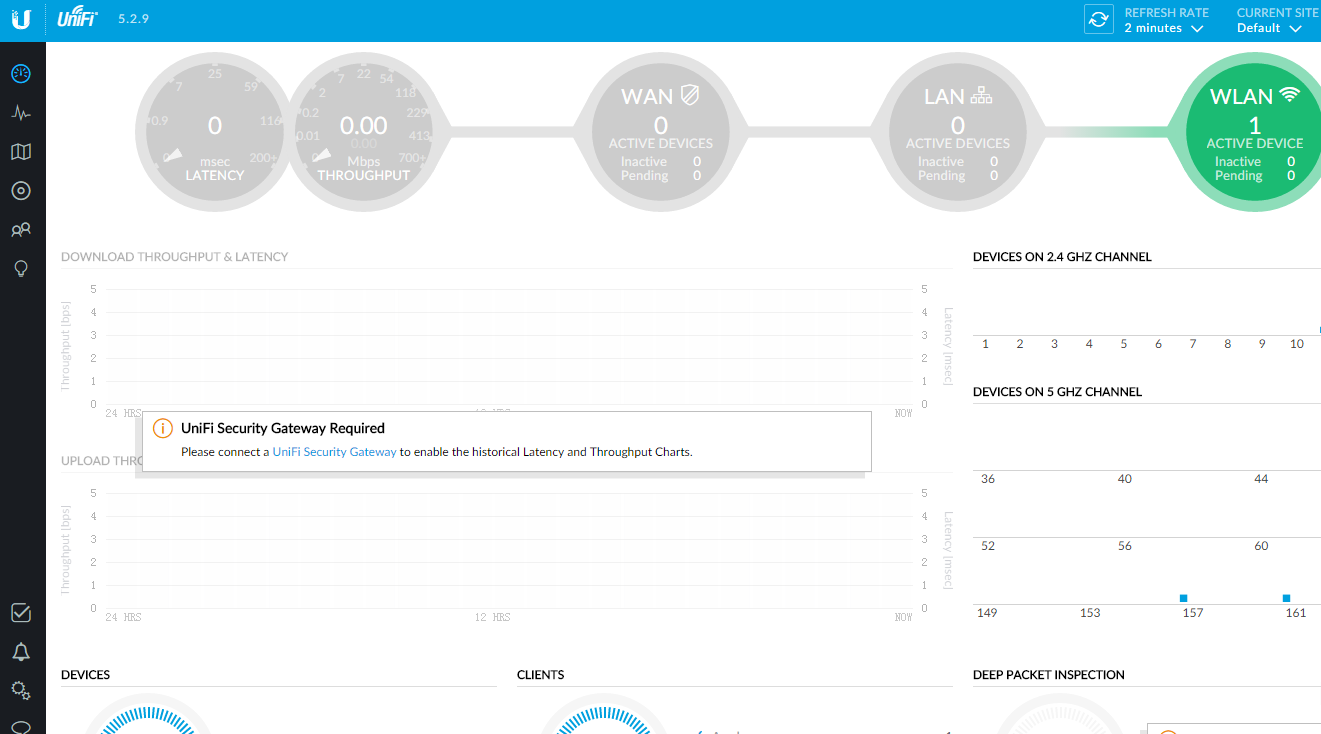 UniFi 5.2.9
REFRESH RATE
2 minutes
CURRENT SITE
Default
25
7 59
0.9 116
0 200+
0
msec
LATENCY
22
7 54
2 118
0.2 229
0.01 413
0 700+
0.00
0.00
Mbps
THROUGHPUT
WAN
0
ACTIVE DEVICES
Inactive 0
Pending 0
LAN
0
ACTIVE DEVICES
Inactive 0
Pending 0
WLAN
1
ACTIVE DEVICE
Inactive 0
Pending 0
DOWNLOAD THROUGHPUT & LATENCY
Throughput [bps]
5 5
4 4
3 3
2 2
1 1
0 0
Latency [msec]
24 HRS NOW
UniFi Security Gateway Required
Please connect a UniFi Security Gateway to enable the historical Latency and Throughput Charts.
UPLOAD THRO
Throughput [bps]
5 5
4 4
3 3
2 2
1 1
0 0
Latency [msec]
24 HRS 12 HRS NOW
DEVICES ON 2.4 GHZ CHANNEL
1 2 3 4 5 6 7 8 9 10
DEVICES ON 5 GHZ CHANNEL
36 40 44
52 56 60
149 153 157 161
DEVICES
CLIENTS
DEEP PACKET INSPECTION